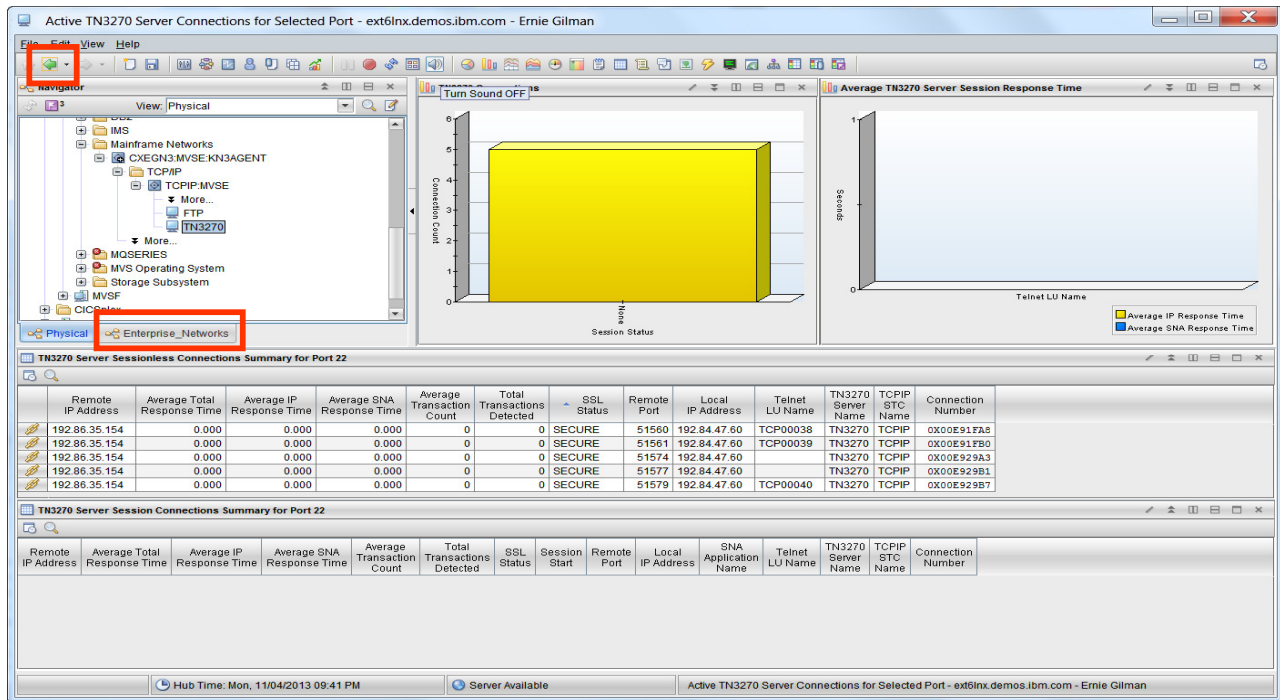 Active TN3270 Server Connections for Selected Port - ext6lnx.demos.ibm.com - Ernie Gilman
File Edit View Help
Navigator
View: Physical
IMS
Mainframe Networks
CXEGN3:MVSE:KN3AGENT
TCP/IP
TCPIP:MVSE
More...
FTP
TN3270
More...
MQSERIES
MVS Operating System
Storage Subsystem
MVSF
Physical
Enterprise_Networks
Turn Sound OFF
Connection Count
6
5
4
3
2
1
0
None
Session Status
Average TN3270 Server Session Response Time
Seconds
1
0
Telnet LU Name
Average IP Response Time
Average SNA Response Time
TN3270 Server Sessionless Connections Summary for Port 22
Remote IP Address Average Total Response Time Average IP Response Time Average SNA Response Time Average Transaction Count Total Transactions Detected SSL Status Remote Port Local IP Address Telnet LU Name TN3270 Server Name TCPIP STC Name Connection Number
192.86.35.154 0.000 0.000 0.000 0 0 SECURE 51560 192.84.47.60 TCP00038 TN3270 TCPIP 0X00E91FA8
192.86.35.154 0.000 0.000 0.000 0 0 SECURE 51561 192.84.47.60 TCP00039 TN3270 TCPIP 0X00E91FB0
192.86.35.154 0.000 0.000 0.000 0 0 SECURE 51574 192.84.47.60 TN3270 TCPIP 0X00E929A3
192.86.35.154 0.000 0.000 0.000 0 0 SECURE 51577 192.84.47.60 TN3270 TCPIP 0X00E929B1
192.86.35.154 0.000 0.000 0.000 0 0 SECURE 51579 192.84.47.60 TCP00040 TN3270 TCPIP 0X00E929B7
TN3270 Server Session Connections Summary for Port 22
Remote IP Address Average Total Response Time Average IP Response Time Average SNA Response Time Average Transaction Count Total Transactions Detected SSL Status Session Start Remote Port Local IP Address SNA Application Name Telnet LU Name TN3270 Server Name TCPIP STC Name Connection Number
Hub Time: Mon, 11/04/2013 09:41 PM
Server Available
Active TN3270 Server Connections for Selected Port - ext6lnx.demos.ibm.com - Ernie Gilman